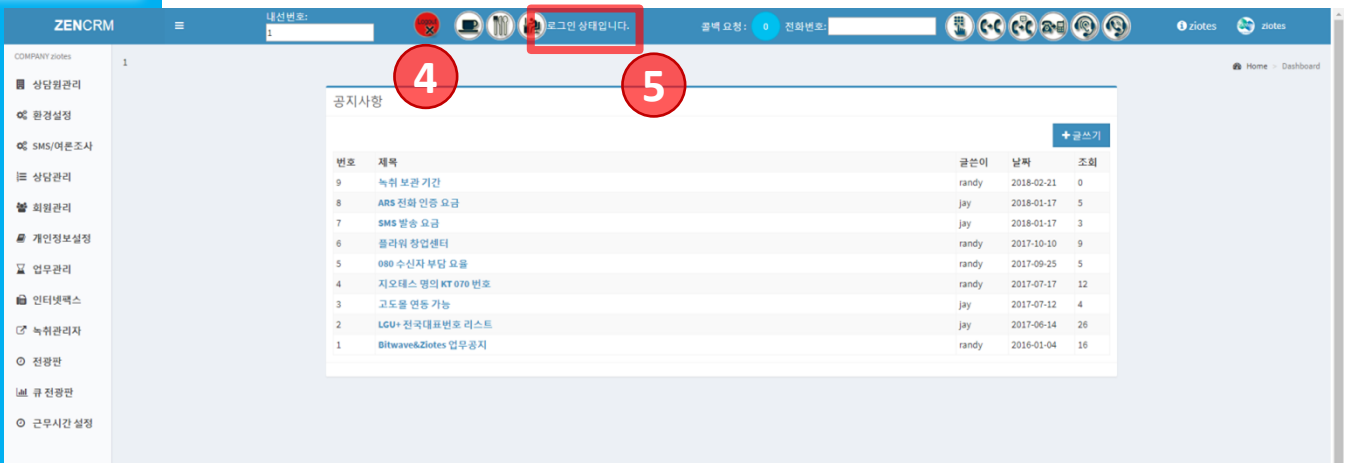 ZENCRM
내선번호:
1
로그인 상태입니다.
콜백 요청 : 0 전화번호:
ziotes
ziotes
COMPANY ziotes
1
Home > Dashboard
4
5
상담원관리
환경설정
SMS/여론조사
상담관리
회원관리
개인정보설정
업무관리
인터넷팩스
녹취관리자
전광판
큐 전광판
근무시간 설정
공지사항
+글쓰기
번호 제목 글쓴이 날짜 조회
9 녹취 보관 기간 randy 2018-02-21 0
8 ARS 전화 인증 요금 jay 2018-01-17 5
7 SMS 발송 요금 jay 2018-01-17 3
6 플라워 창업센터 randy 2017-10-10 9
5 080 수신자 부담 요율 randy 2017-09-25 5
4 지오테스 명의 KT 070 번호 randy 2017-07-17 12
3 고도몰 연동 가능 jay 2017-07-12 4
2 LGU+ 전국대표번호 리스트 jay 2017-06-14 26
1 Bitwave&Ziotes 업무공지 randy 2016-01-04 16